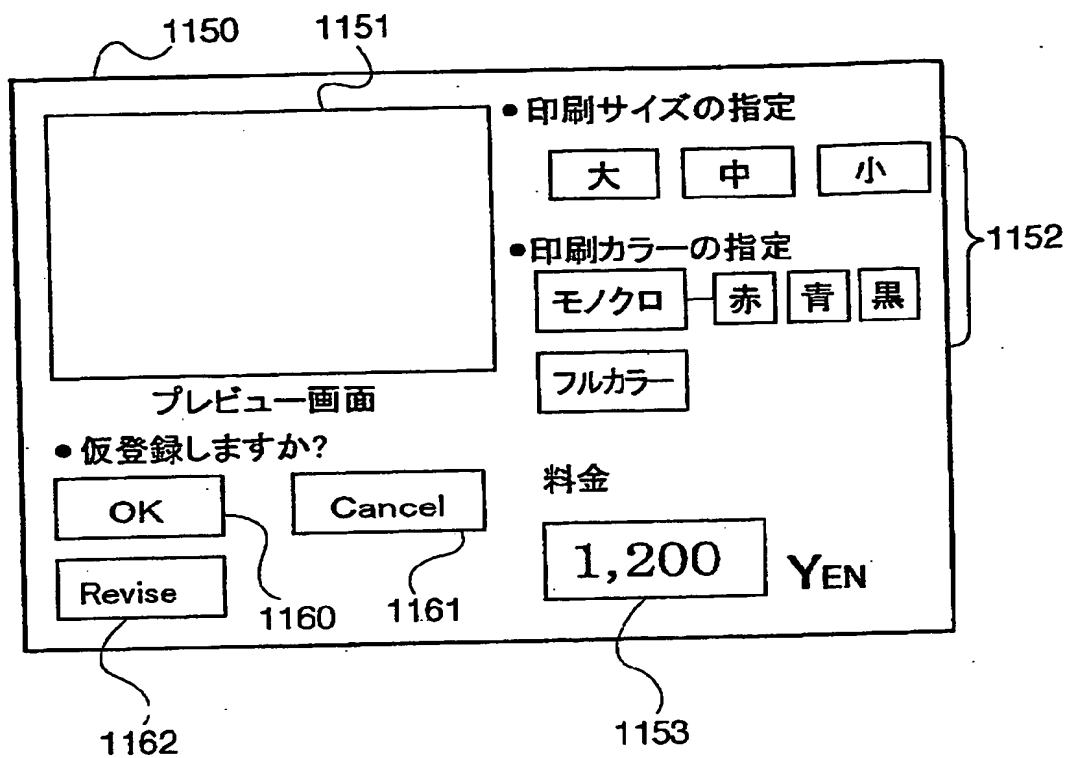 1150
1151
• 印刷サイズの指定
大 中 小
1152
• 印刷カラーの指定
モノクロ 赤 青 黒
フルカラー
プレビュー画面
• 仮登録しますか?
OK Cancel
Revise
1160
1161
1162
料金
1,200 YEN
1153